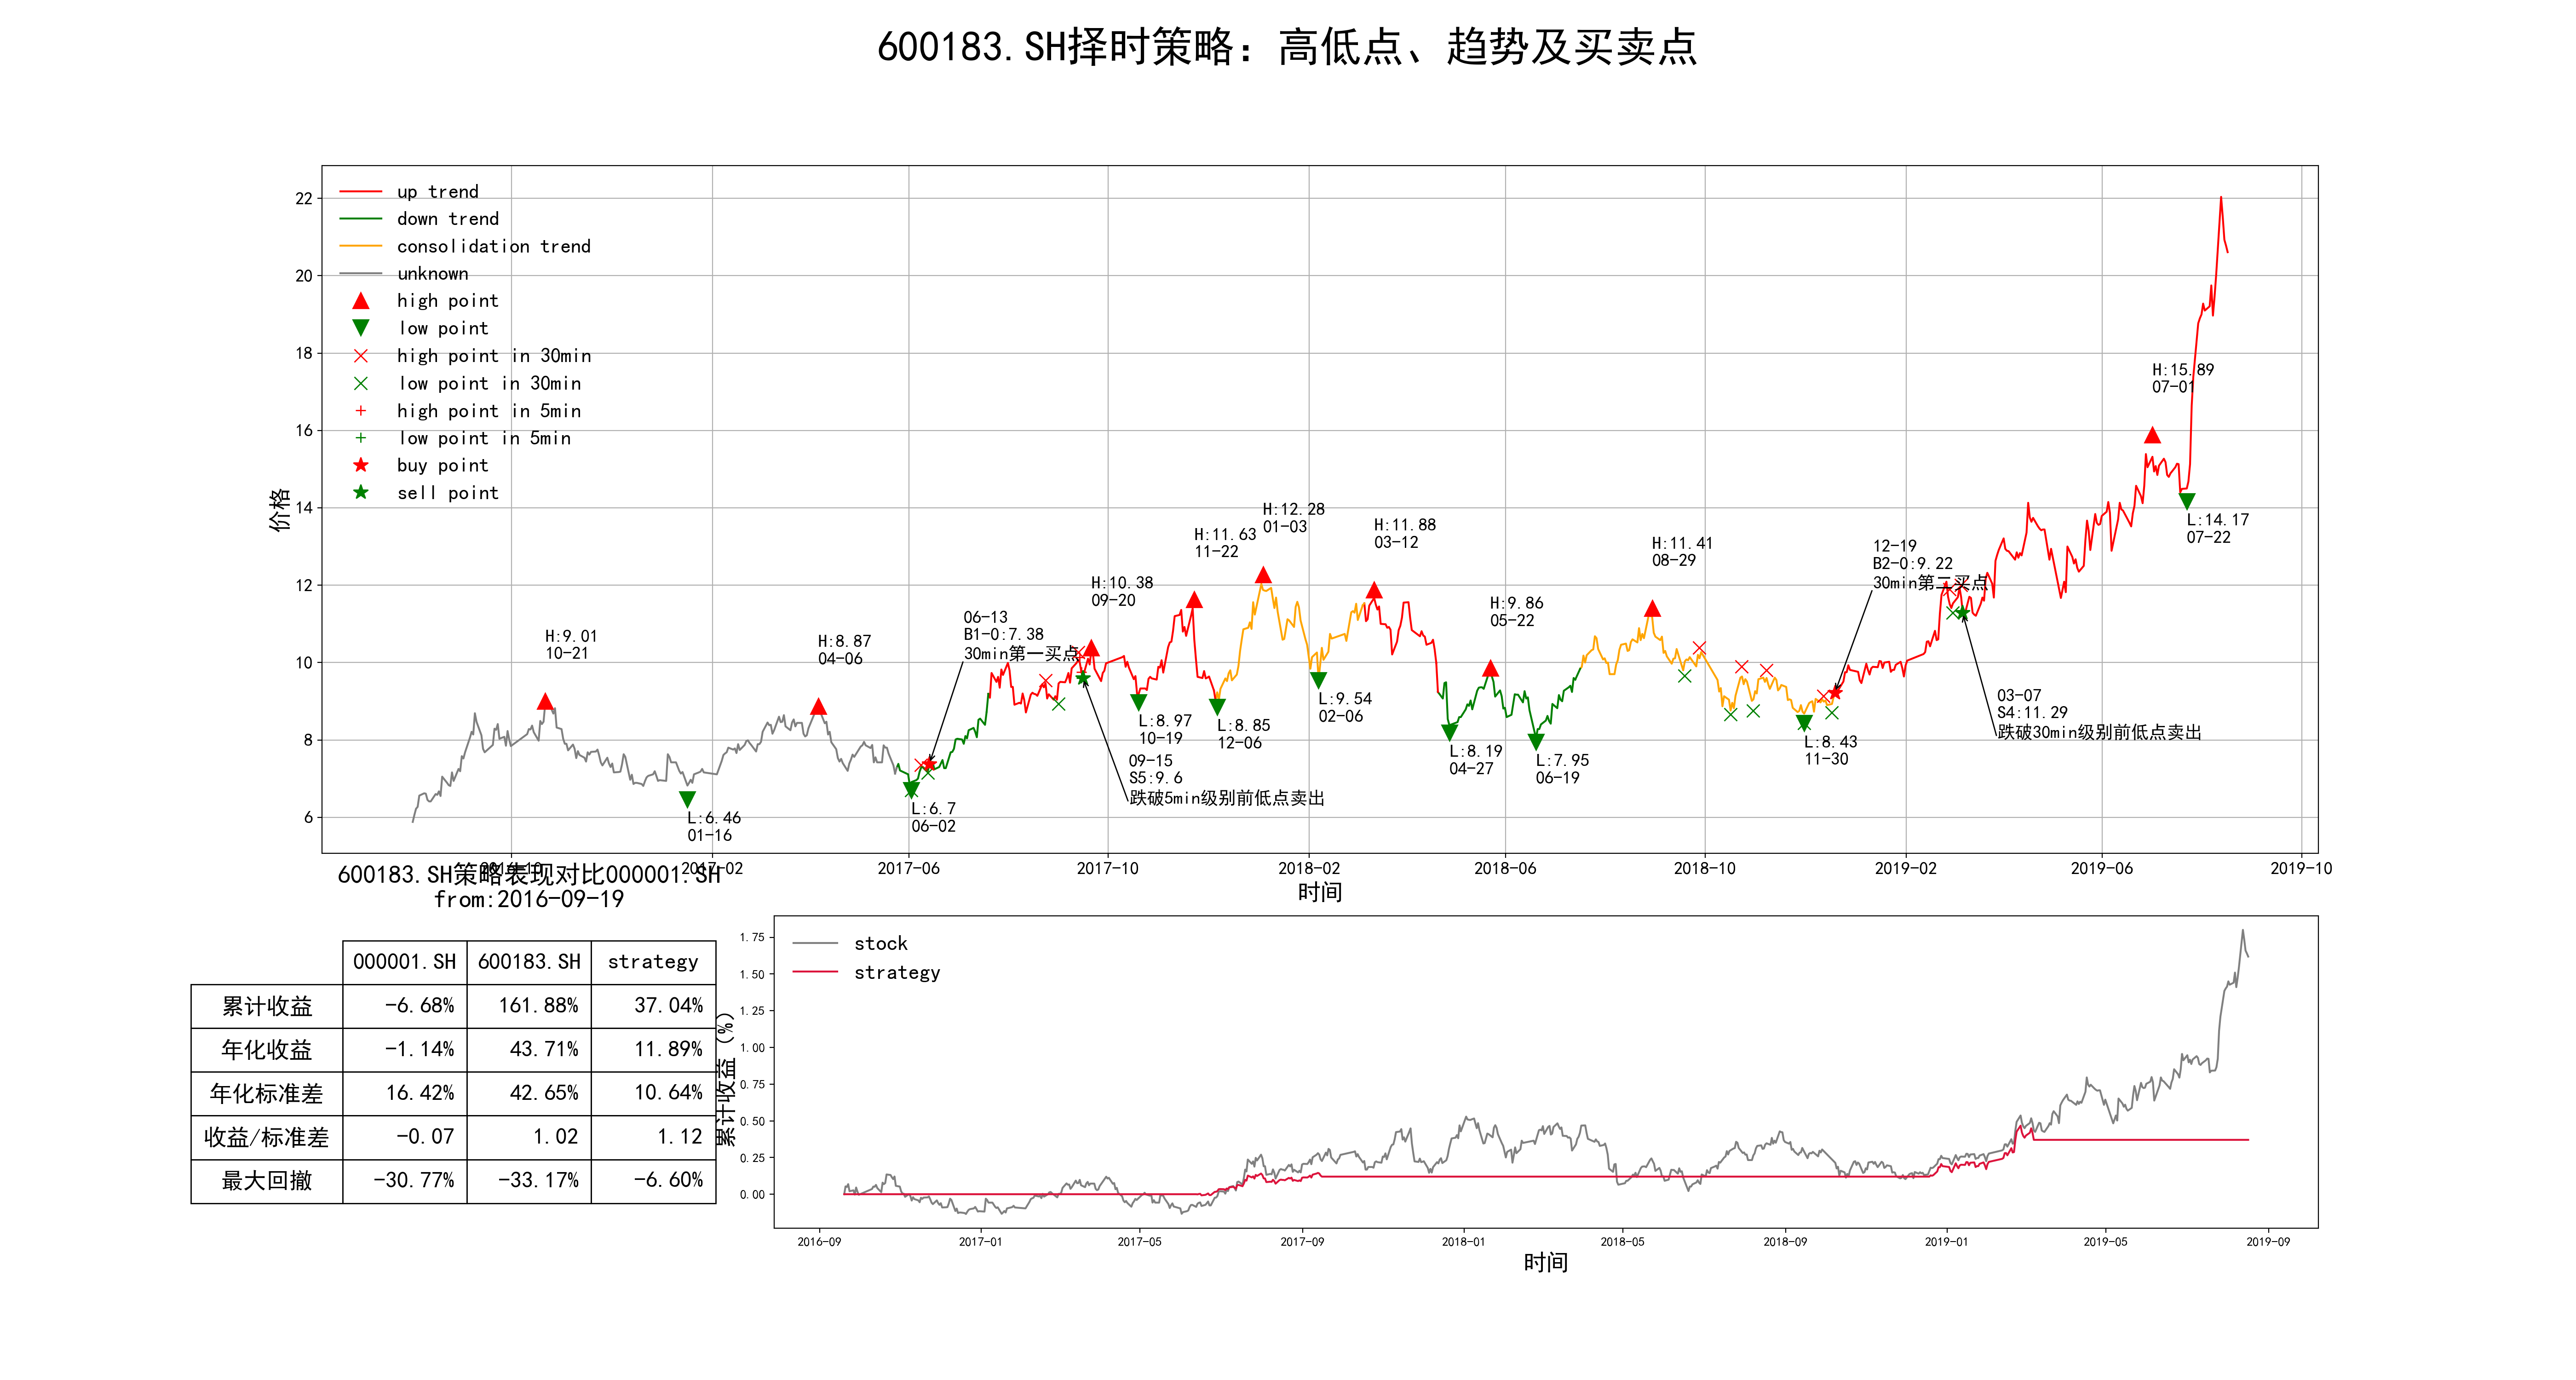 600183.SH择时策略：高低点、趋势及买卖点
up trend
down trend
consolidation trend
unknown
high point
low point
high point in 30min
low point in 30min
high point in 5min
low point in 5min
buy point
sell point
价格
22
20
18
16
14
12
10
8
6
H:9.01
10-21
L:6.46
01-16
H:8.87
04-06
L:6.7
06-02
06-13
B1-0:7.38
30min第一买点
H:10.38
09-20
09-15
S5:9.6
跌破5min级别前低点卖出
L:8.97
10-19
H:11.63
11-22
L:8.85
12-06
H:12.28
01-03
L:9.54
02-06
H:11.88
03-12
L:8.19
04-27
H:9.86
05-22
L:7.95
06-19
H:11.41
08-29
L:8.43
11-30
12-19
B2-0:9.22
30min第二买点
03-07
S4:11.29
跌破30min级别前低点卖出
H:15.89
07-01
L:14.17
07-22
2016-10
2017-02
2017-06
2017-10
2018-02
2018-06
2018-10
2019-02
2019-06
2019-10
时间
600183.SH策略表现对比000001.SH
from:2016-09-19
000001.SH 600183.SH strategy
累计收益 -6.68% 161.88% 37.04%
年化收益 -1.14% 43.71% 11.89%
年化标准差 16.42% 42.65% 10.64%
收益/标准差 -0.07 1.02 1.12
最大回撤 -30.77% -33.17% -6.60%
stock
strategy
累计收益（%）
1.75
1.50
1.25
1.00
0.75
0.50
0.25
0.00
2016-09
2017-01
2017-05
2017-09
2018-01
2018-05
2018-09
2019-01
2019-05
2019-09
时间